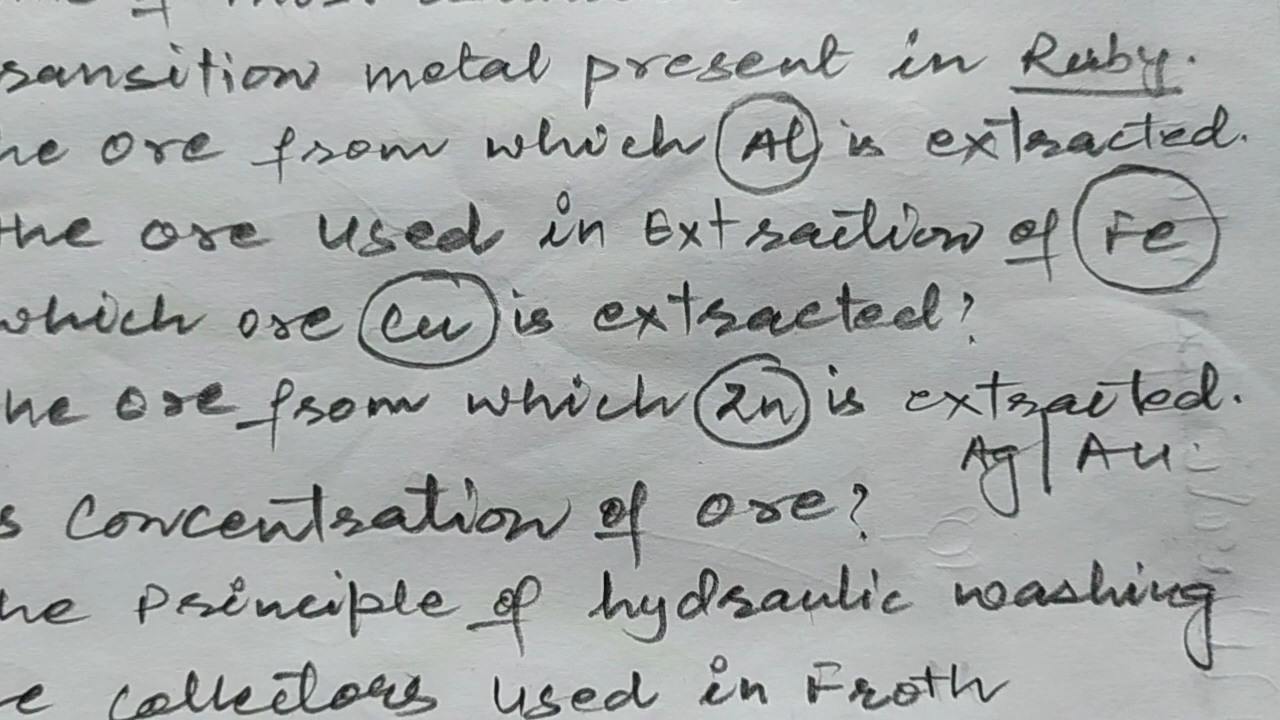 ransition metal present in Ruby.
he ore from which Al is extracted.
the ore used in Extraction of Fe
which ore Cu is extracted?
he ore from which Zn is extracted.
Ag | Au
s Concentration of ore?
he Principle of hydraulic washing
e collectors used in Froth